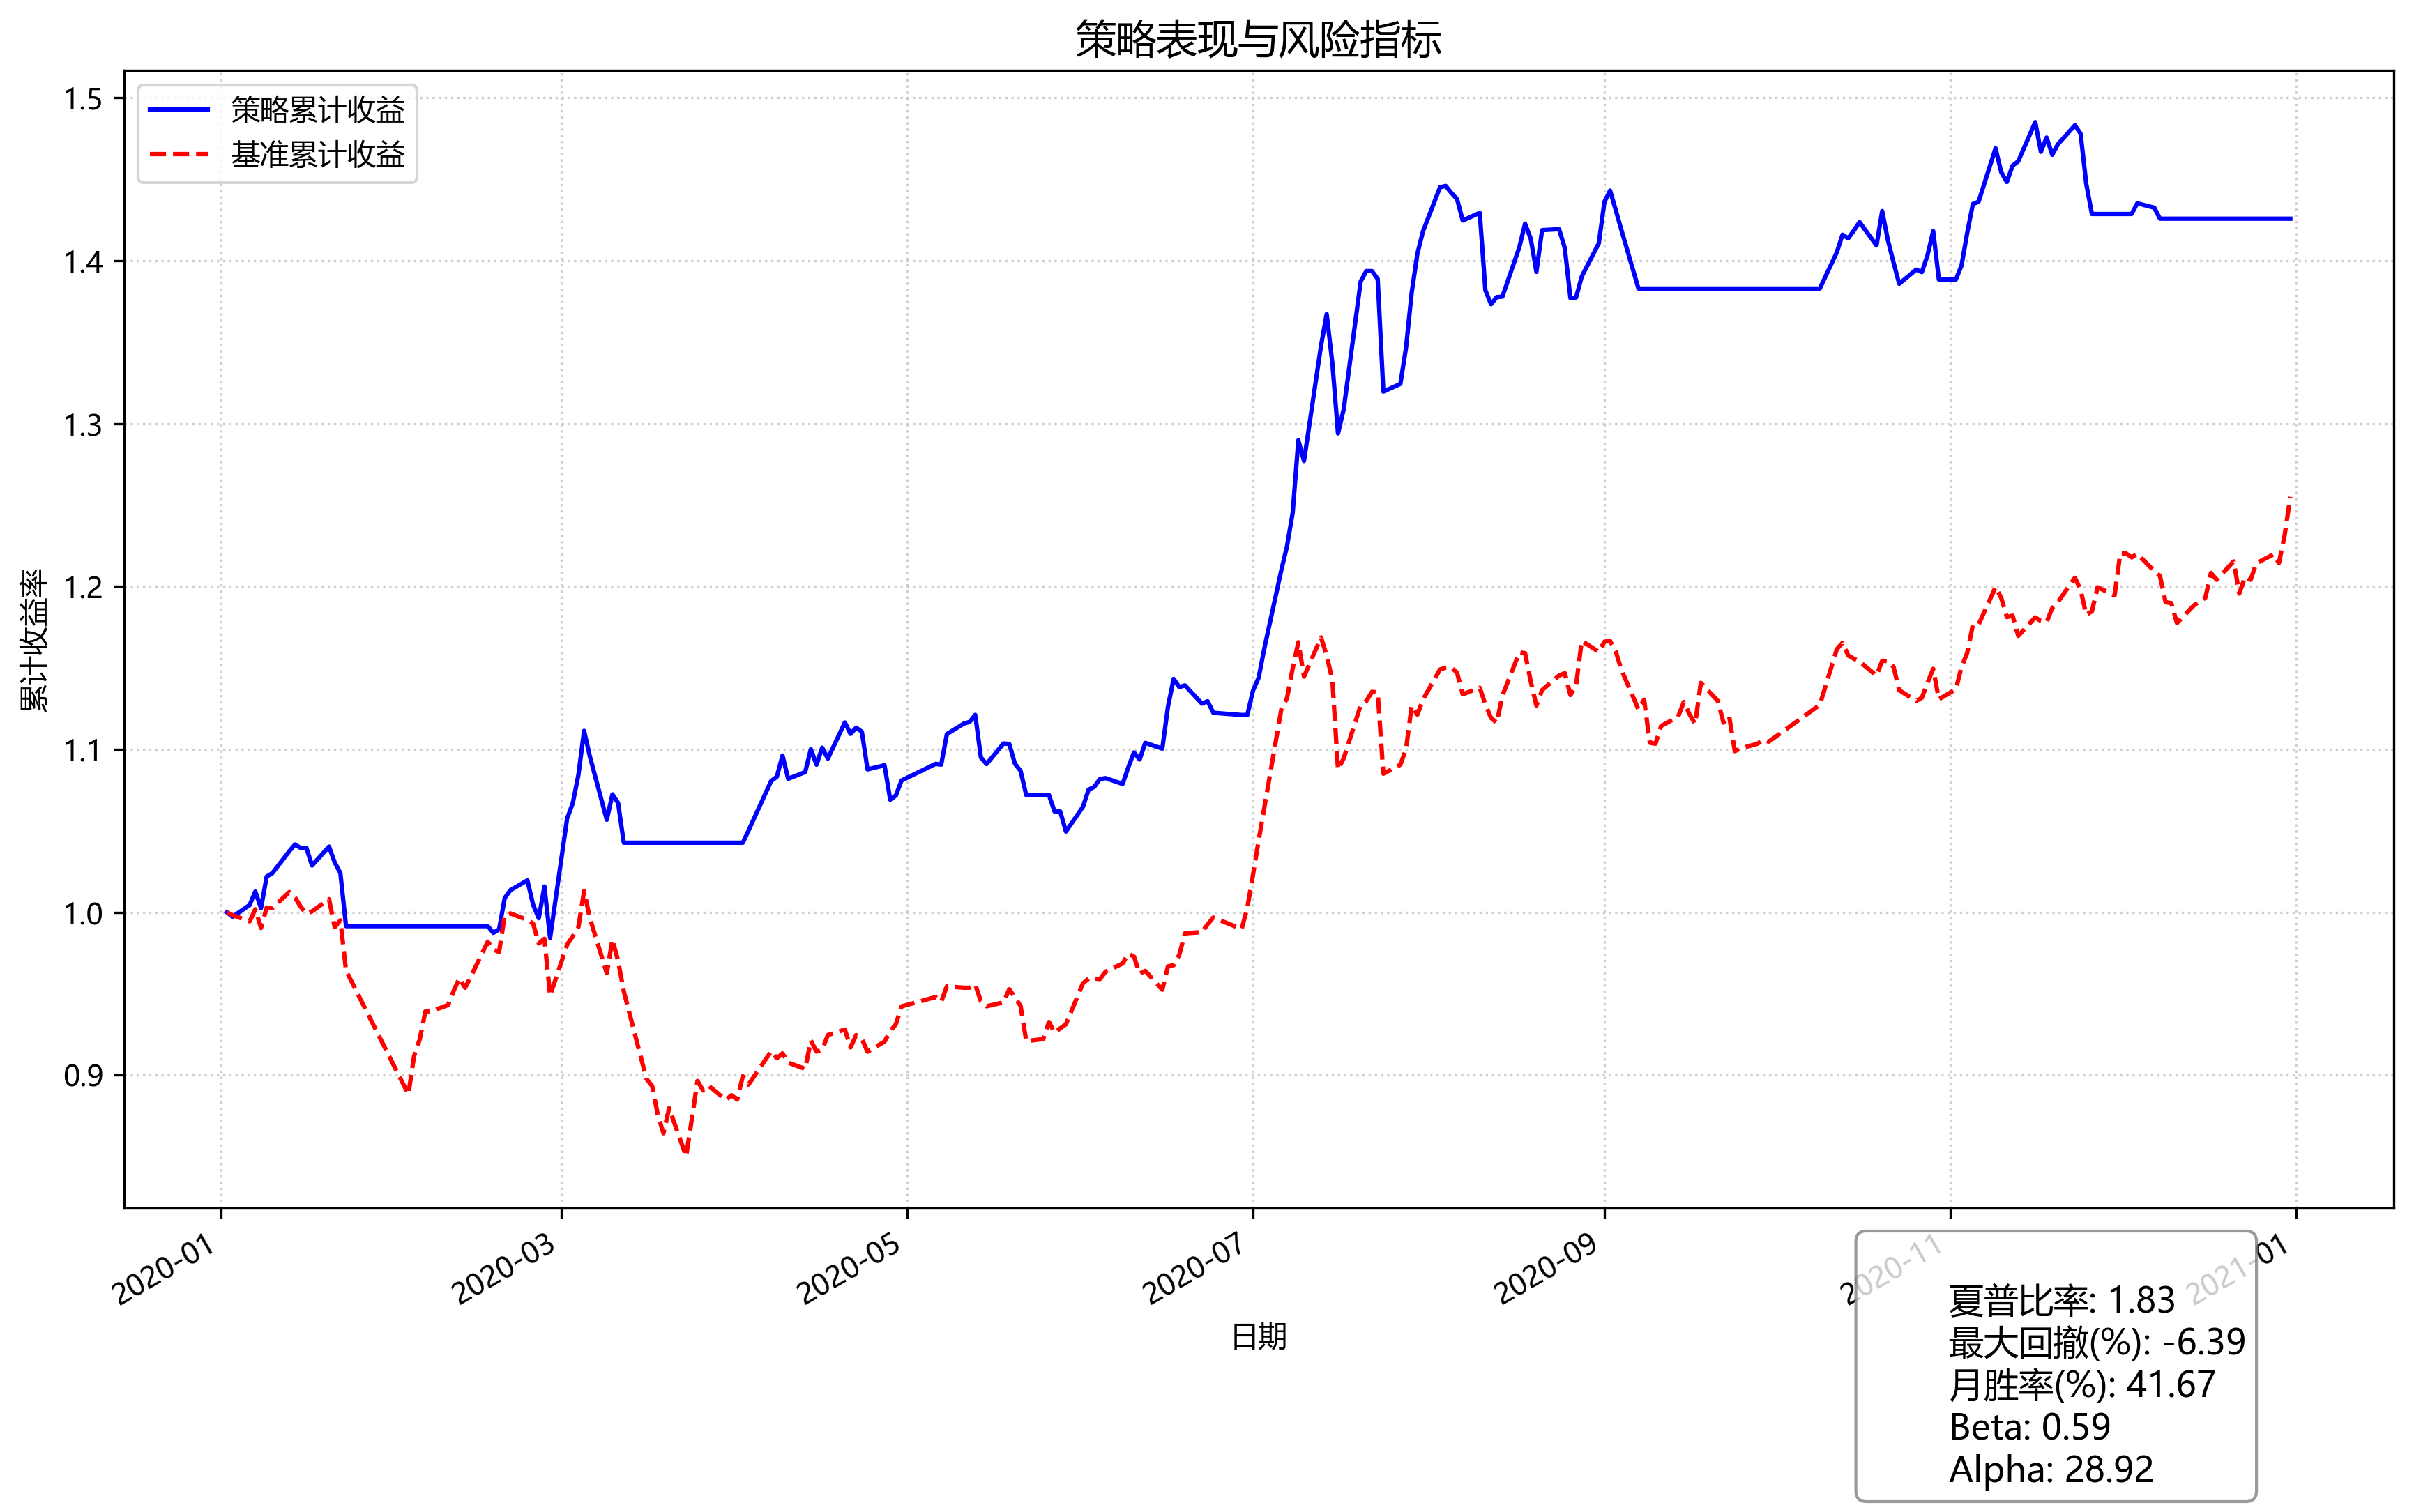 策略表现与风险指标
策略累计收益
基准累计收益
累计收益率
1.5
1.4
1.3
1.2
1.1
1.0
0.9
2020-01
2020-03
2020-05
2020-07
2020-09
2020-11
2021-01
日期
夏普比率: 1.83
最大回撤(%): -6.39
月胜率(%): 41.67
Beta: 0.59
Alpha: 28.92